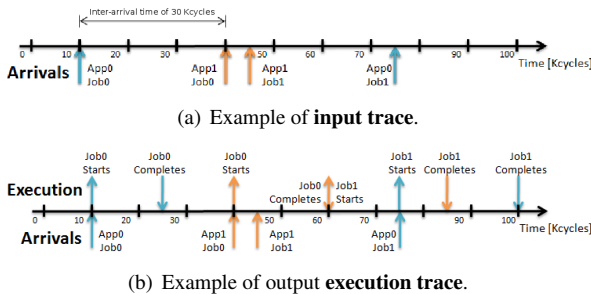 Inter-arrival time of 30 Kcycles
0 10 20 30 40 50 60 70 80 90 100
Time [Kcycles]
Arrivals
App0 Job0
App1 Job0
App1 Job1
App0 Job1
(a) Example of input trace.
Job0 Starts
Job0 Completes
Job0 Starts
Job0 Completes
Job1 Starts
Job1 Starts
Job1 Completes
Job1 Completes
Execution
0 10 20 30 40 50 60 70 80 90 100
Time [Kcycles]
Arrivals
App0 Job0
App1 Job0
App1 Job1
App0 Job1
(b) Example of output execution trace.